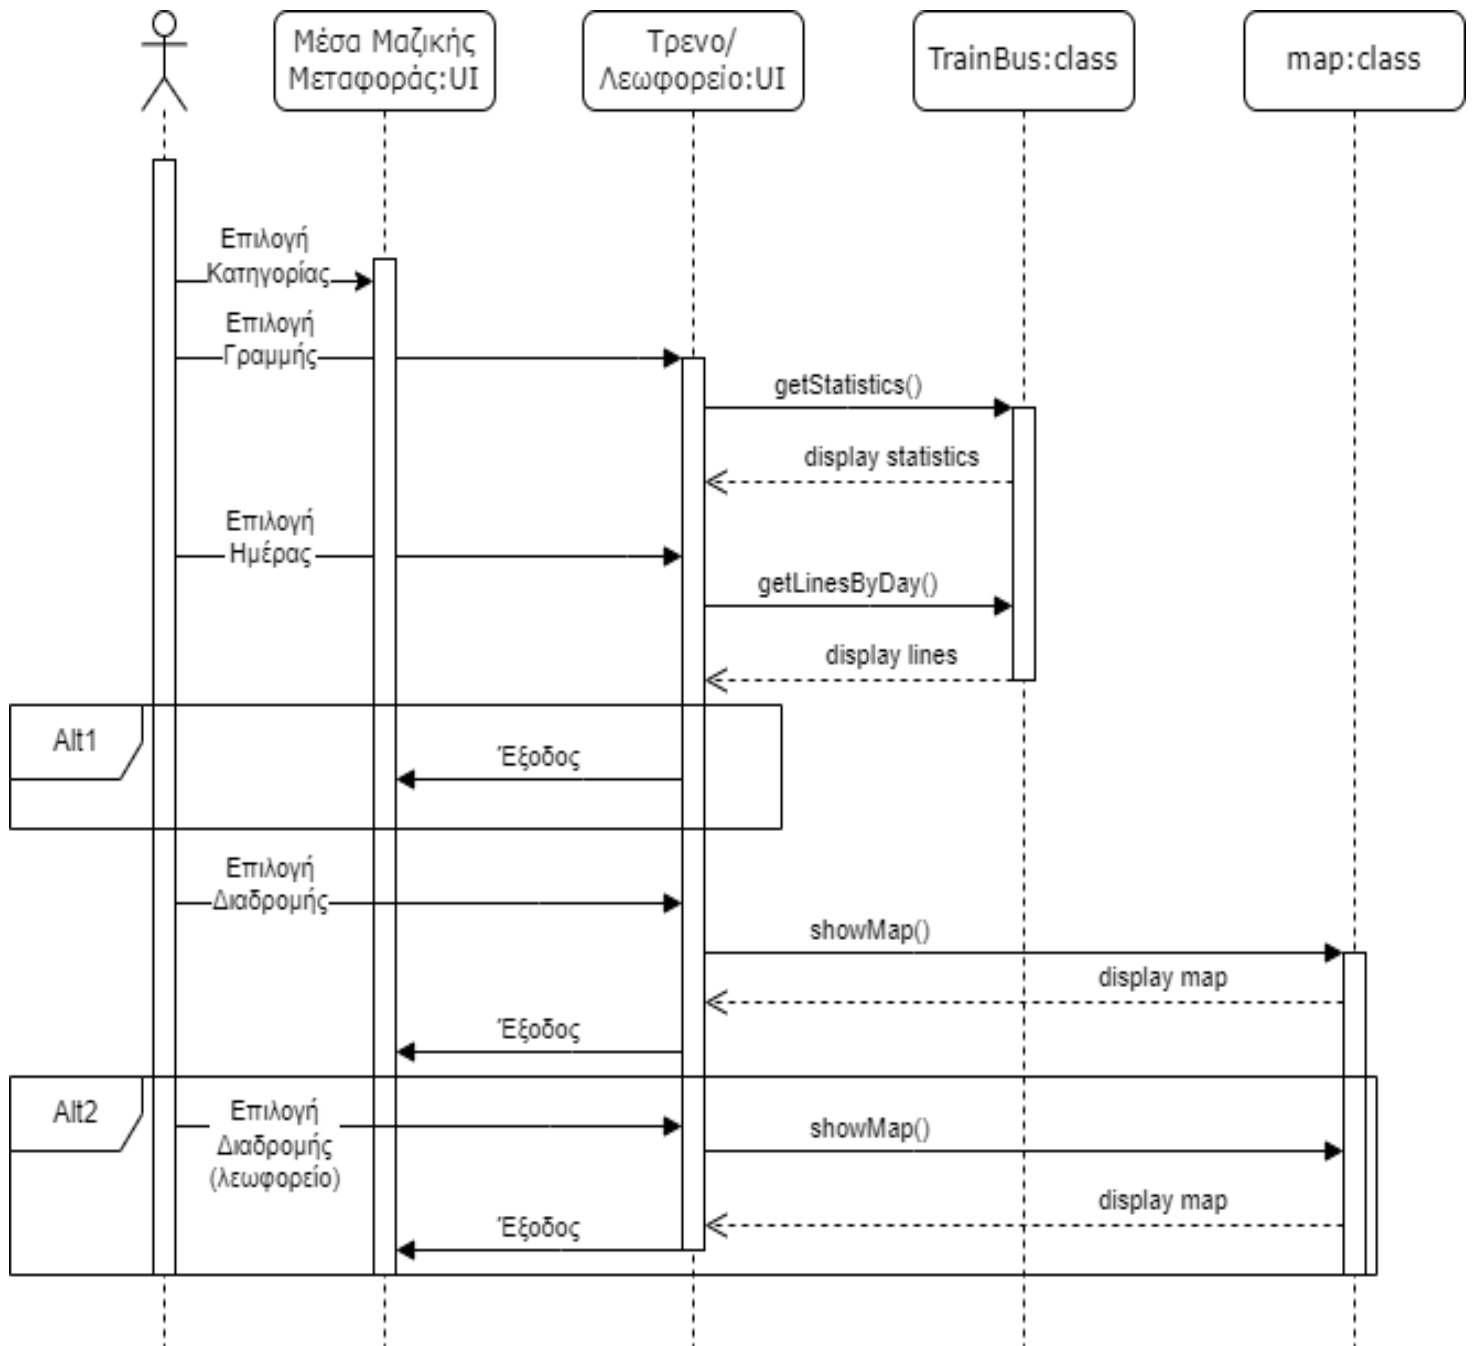 Μέσα Μαζικής
Μεταφοράς:UI
Τρενο/
Λεωφορείο:UI
TrainBus:class
map:class
Επιλογή
Κατηγορίας
Επιλογή
Γραμμής
getStatistics()
display statistics
Επιλογή
Ημέρας
getLinesByDay()
display lines
Alt1
Έξοδος
Επιλογή
Διαδρομής
showMap()
display map
Έξοδος
Alt2
Επιλογή
Διαδρομής
(λεωφορείο)
showMap()
display map
Έξοδος